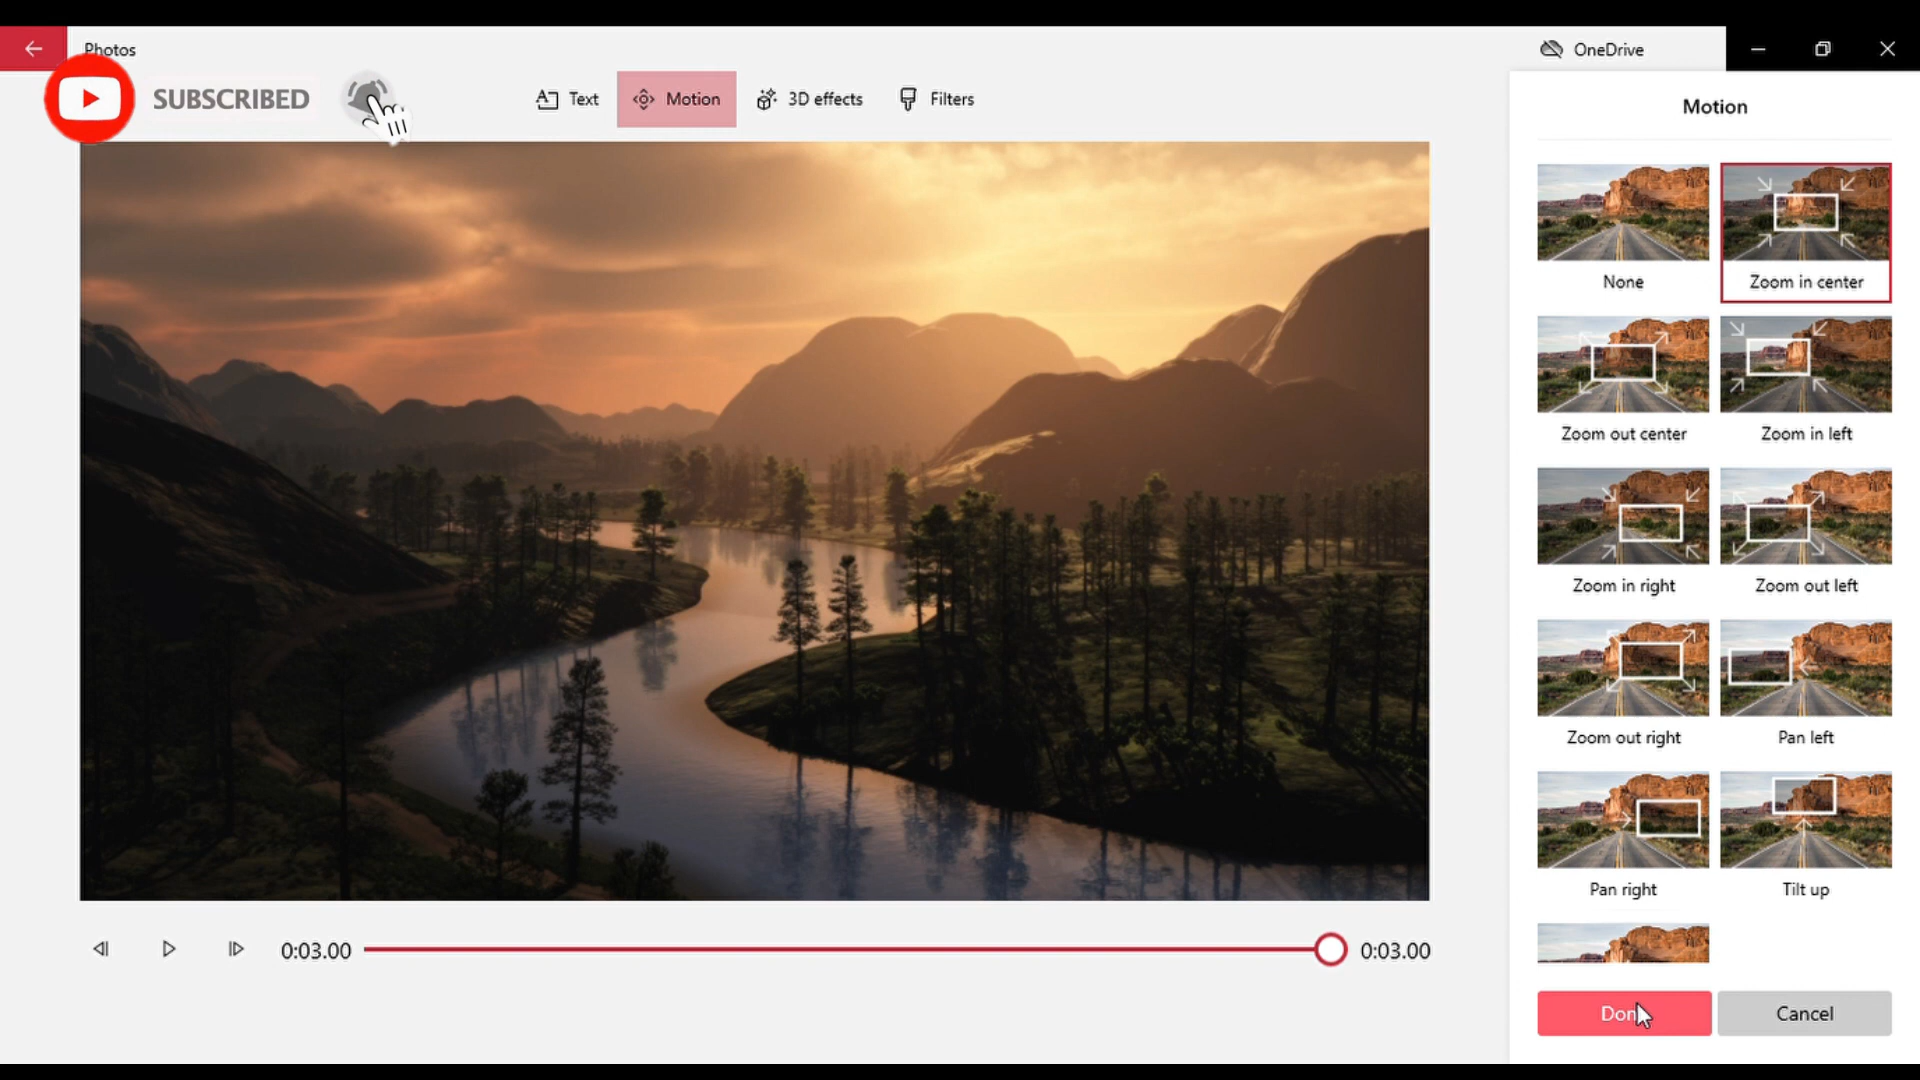 Photos
OneDrive
SUBSCRIBED
Text
Motion
3D effects
Filters
Motion
None
Zoom in center
Zoom out center
Zoom in left
Zoom in right
Zoom out left
Zoom out right
Pan left
Pan right
Tilt up
0:03.00
0:03.00
Cancel